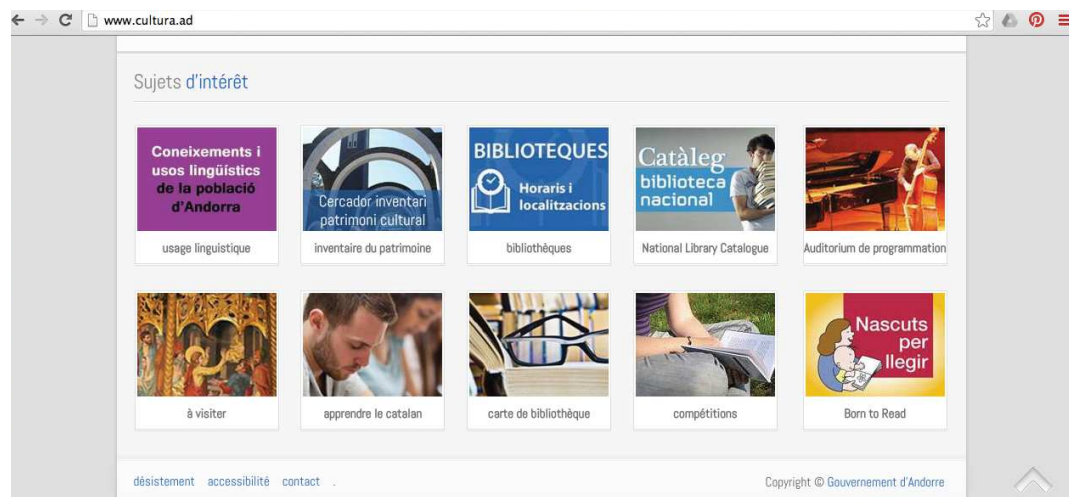 www.cultura.ad
Sujets d'intérêt
Coneixements i
usos lingüístics
de la població
d'Andorra
usage linguistique
Cercador inventari
patrimoni cultural
inventaire du patrimoine
BIBLIOTEQUES
Horaris i
localitzacions
bibliothèques
Catàleg
biblioteca
nacional
National Library Catalogue
Auditorium de programmation
à visiter
apprendre le catalan
carte de bibliothèque
compétitions
Nascuts
per
llegir
Born to Read
désistement accessibilité contact .
Copyright © Gouvernement d'Andorre